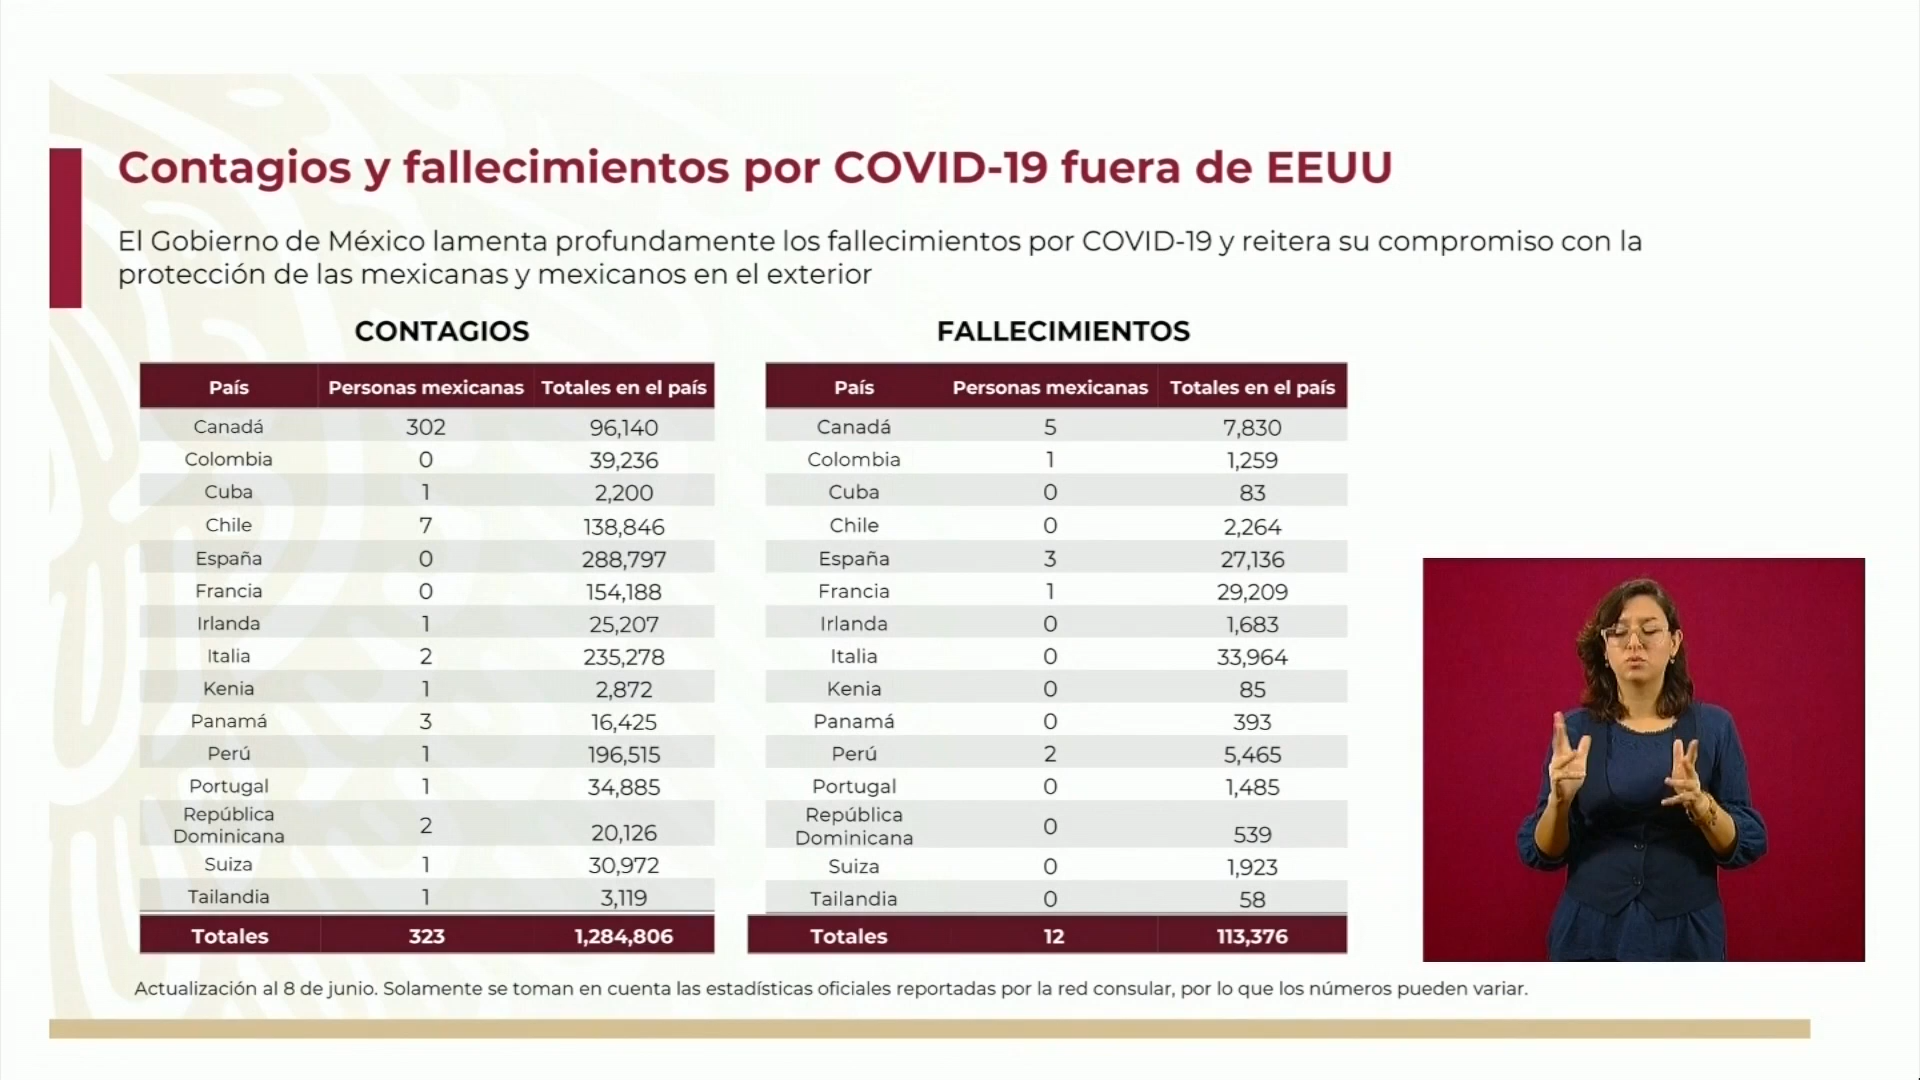 Contagios y fallecimientos por COVID-19 fuera de EEUU
El Gobierno de México lamenta profundamente los fallecimientos por COVID-19 y reitera su compromiso con la
protección de las mexicanas y mexicanos en el exterior
CONTAGIOS
País Personas mexicanas Totales en el país
Canadá 302 96,140
Colombia 0 39,236
Cuba 1 2,200
Chile 7 138,846
España 0 288,797
Francia 0 154,188
Irlanda 1 25,207
Italia 2 235,278
Kenia 1 2,872
Panamá 3 16,425
Perú 1 196,515
Portugal 1 34,885
República
Dominicana 2 20,126
Suiza 1 30,972
Tailandia 1 3,119
Totales 323 1,284,806
FALLECIMIENTOS
País Personas mexicanas Totales en el país
Canadá 5 7,830
Colombia 1 1,259
Cuba 0 83
Chile 0 2,264
España 3 27,136
Francia 1 29,209
Irlanda 0 1,683
Italia 0 33,964
Kenia 0 85
Panamá 0 393
Perú 2 5,465
Portugal 0 1,485
República
Dominicana 0 539
Suiza 0 1,923
Tailandia 0 58
Totales 12 113,376
Actualización al 8 de junio. Solamente se toman en cuenta las estadísticas oficiales reportadas por la red consular, por lo que los números pueden variar.